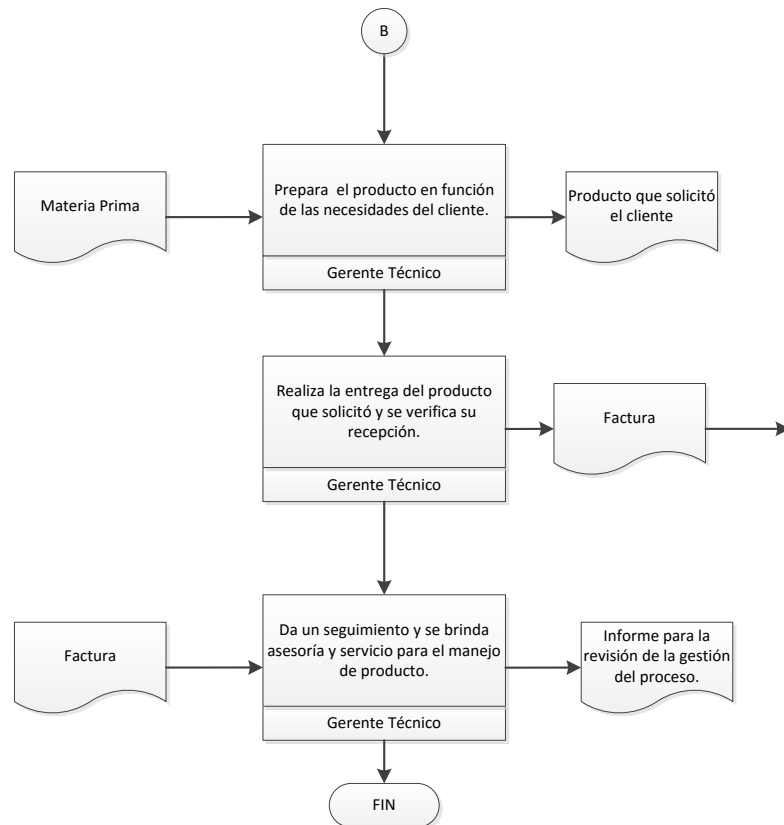 B
Materia Prima
Prepara  el producto en función
de las necesidades del cliente.
Gerente Técnico
Producto que solicitó
el cliente
Realiza la entrega del producto
que solicitó y se verifica su
recepción.
Gerente Técnico
Factura
Factura
Da un seguimiento y se brinda
asesoría y servicio para el manejo
de producto.
Gerente Técnico
Informe para la
revisión de la gestión
del proceso.
FIN